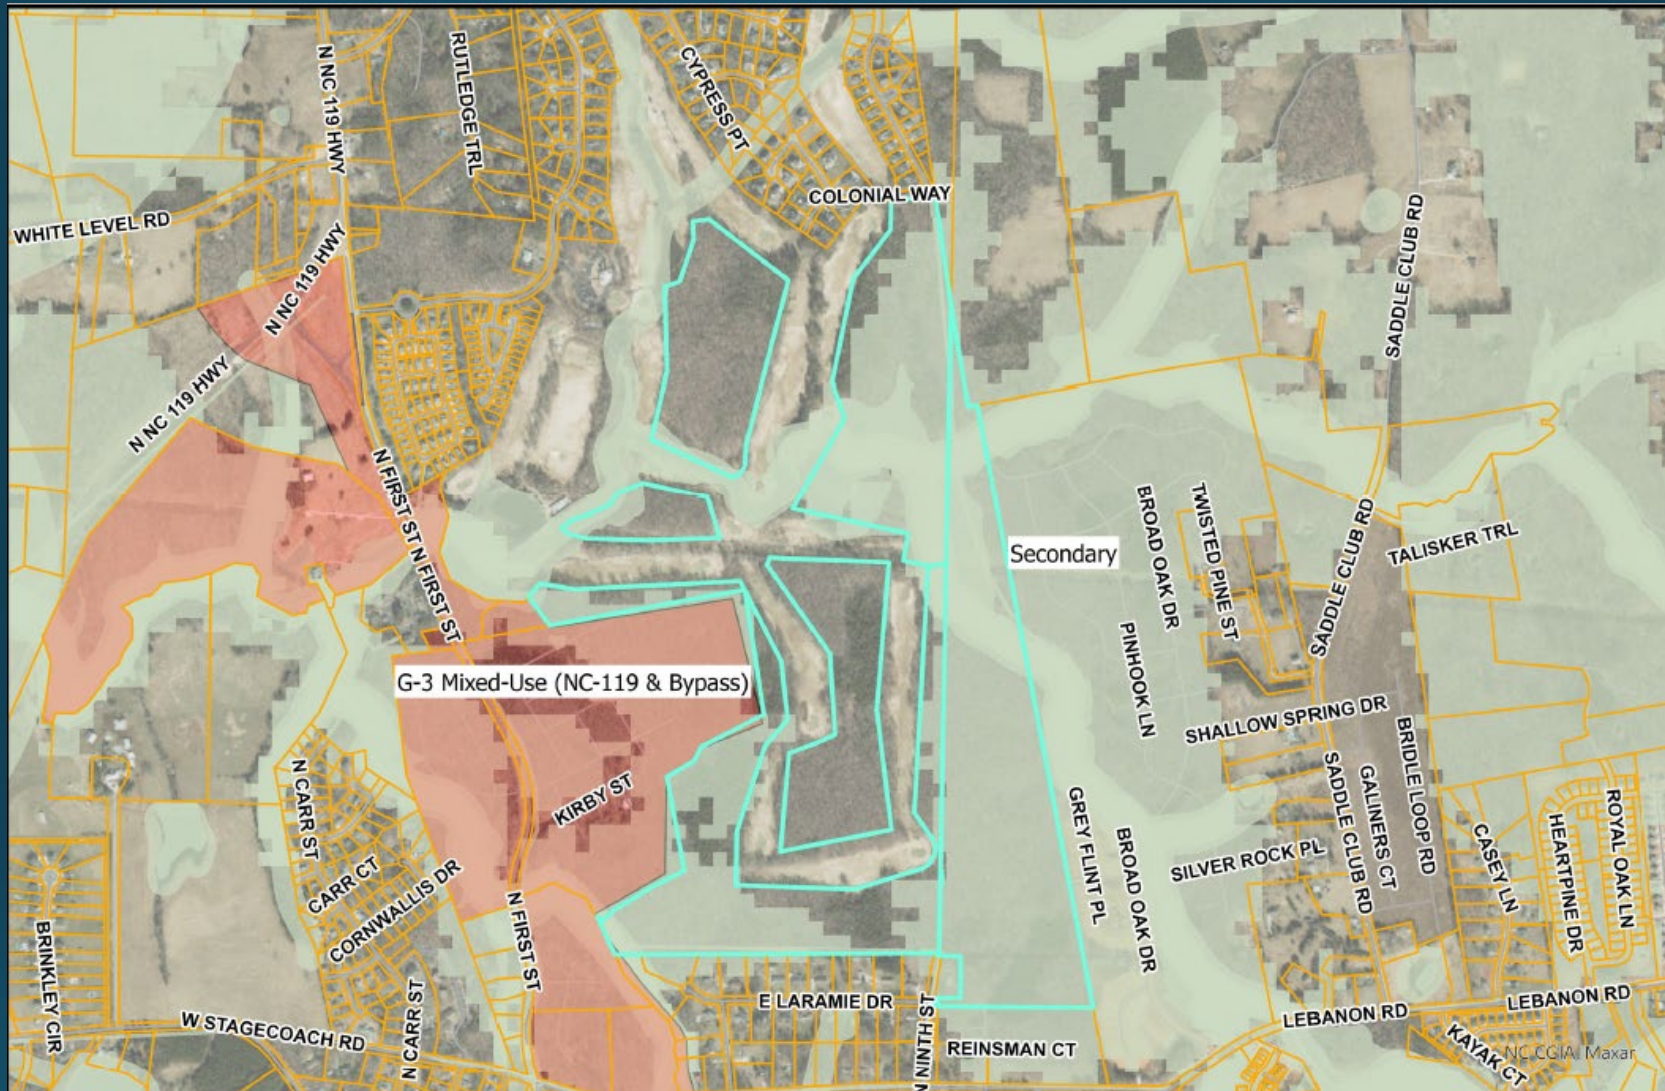 N NC 119 HWY
RUTLEDGE TRL
CYPRESS PT
COLONIAL WAY
WHITE LEVEL RD
N NC 119 HWY
SADDLE CLUB RD
N NC 119 HWY
N FIRST ST
N FIRST ST
BROAD OAK DR
TWISTED PINE ST
Secondary
SADDLE CLUB RD
TALISKER TRL
PINHOOK LN
G-3 Mixed-Use (NC-119 & Bypass)
SHALLOW SPRING DR
BRIDLE LOOP RD
N CARR ST
KIRBY ST
GREY FLINT PL
SADDLE CLUB RD
GALINERS CT
CASEY LN
HEARTPINE DR
ROYAL OAK LN
CARR CT
CORNWALLIS DR
SILVER ROCK PL
BROAD OAK DR
BRINKLEY CIR
N FIRST ST
E LARAMIE DR
N NINTH ST
LEBANON RD
LEBANON RD
W STAGECOACH RD
N CARR ST
REINSMAN CT
KAYAK CT
NC CGIA, Maxar